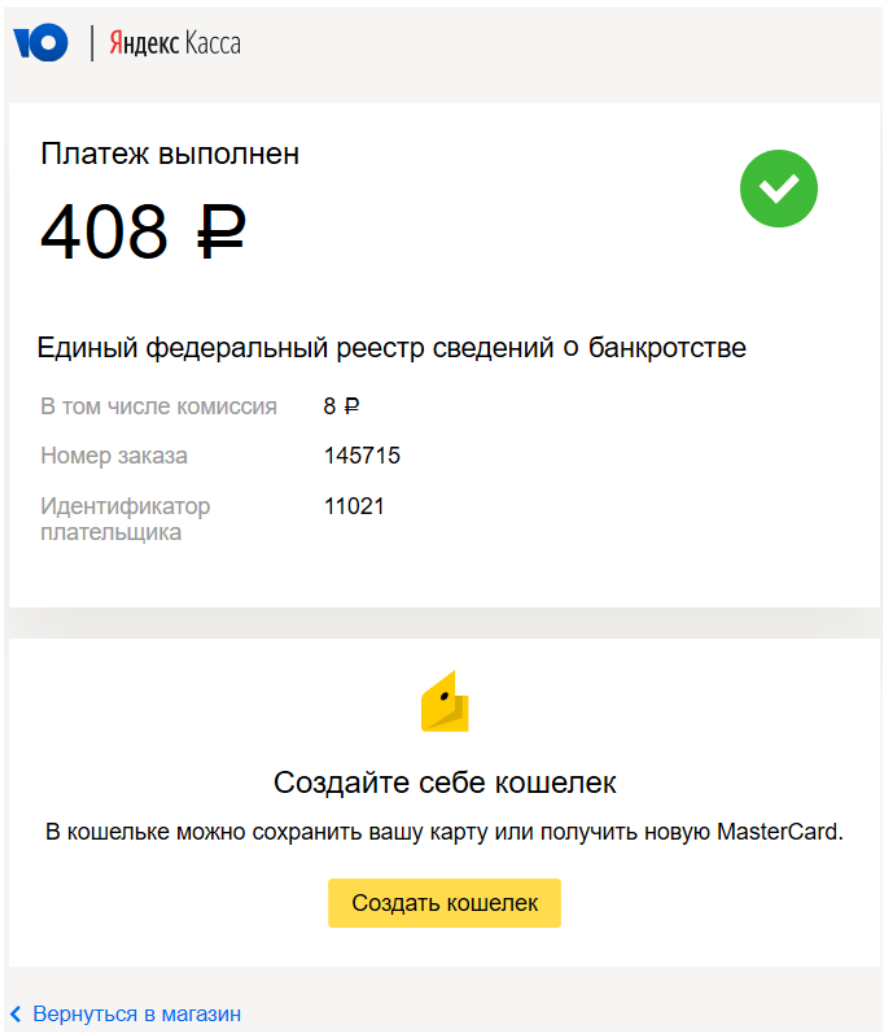 Ю | Яндекс Касса
Платеж выполнен
408 ₽
Единый федеральный реестр сведений о банкротстве
В том числе комиссия 8 ₽
Номер заказа 145715
Идентификатор 11021
плательщика
Создайте себе кошелек
В кошельке можно сохранить вашу карту или получить новую MasterCard.
Создать кошелек
Вернуться в магазин